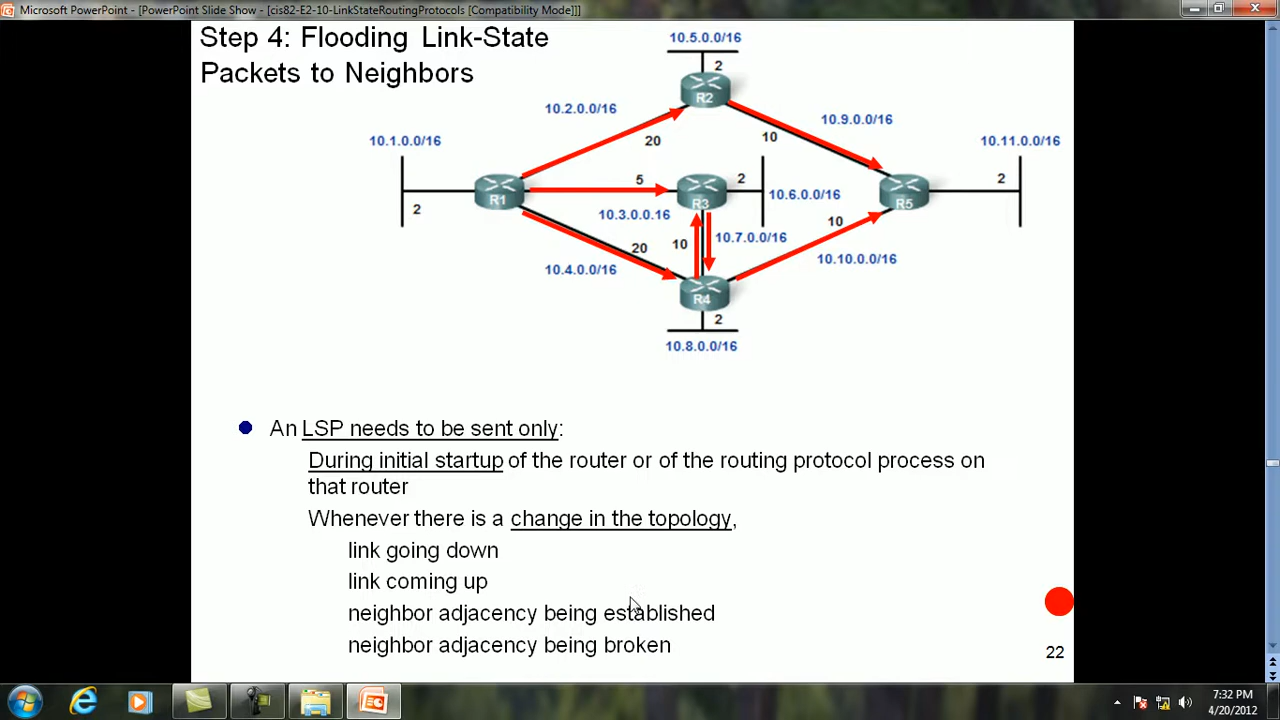 Microsoft PowerPoint - [PowerPoint Slide Show - [cis82-E2-10-LinkStateRoutingProtocols [Compatibility Mode]]]
Step 4: Flooding Link-State
Packets to Neighbors
10.5.0.0/16
2
R2
10.2.0.0/16
20
10
10.9.0.0/16
10.1.0.0/16
10.11.0.0/16
2
R1
5
R3
2
10.6.0.0/16
R5
2
10.3.0.0.16
10
10.7.0.0/16
10
10.4.0.0/16
20
10.10.0.0/16
R4
2
10.8.0.0/16
An LSP needs to be sent only:
During initial startup of the router or of the routing protocol process on
that router
Whenever there is a change in the topology,
link going down
link coming up
neighbor adjacency being established
neighbor adjacency being broken
22
7:32 PM
4/20/2012